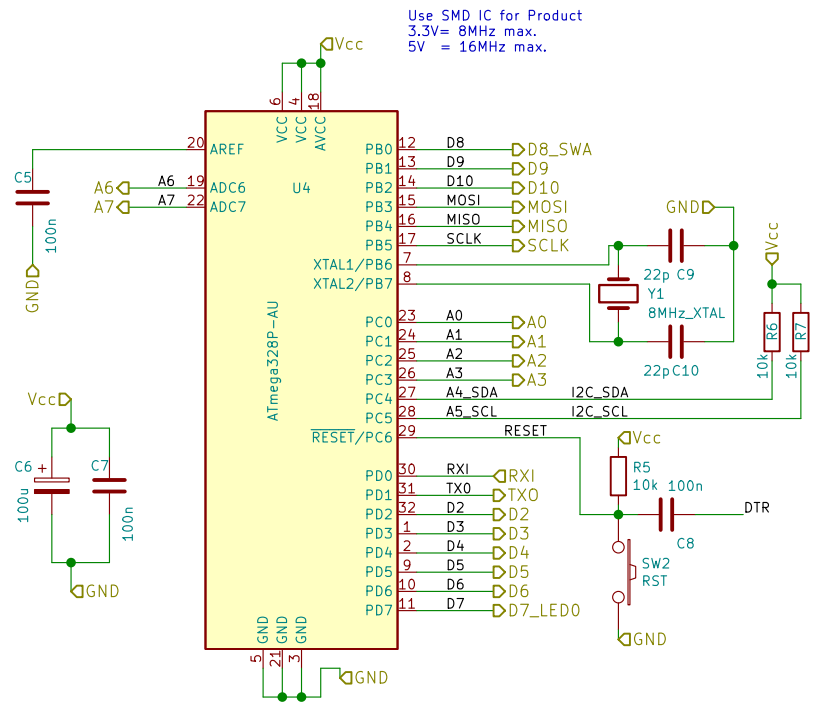 Use SMD IC for Product
3.3V= 8MHz max.
5V  = 16MHz max.
Vcc
6
4
18
VCC
VCC
AVCC
20
AREF
C5
100n
GND
A6
A6
19
ADC6
A7
A7
22
ADC7
U4
ATmega328P-AU
PB0
12
D8
D8_SWA
PB1
13
D9
D9
PB2
14
D10
D10
PB3
15
MOSI
MOSI
PB4
16
MISO
MISO
PB5
17
SCLK
SCLK
XTAL1/PB6
7
XTAL2/PB7
8
GND
22p C9
Y1
8MHz_XTAL
22pC10
Vcc
R6
10k
R7
10k
PC0
23
A0
A0
PC1
24
A1
A1
PC2
25
A2
A2
PC3
26
A3
A3
PC4
27
A4_SDA
I2C_SDA
PC5
28
A5_SCL
I2C_SCL
RESET/PC6
29
RESET
Vcc
C6
+
100u
C7
100n
GND
PD0
30
RXI
RXI
PD1
31
TXO
TXO
PD2
32
D2
D2
PD3
1
D3
D3
PD4
2
D4
D4
PD5
9
D5
D5
PD6
10
D6
D6
PD7
11
D7
D7_LED0
Vcc
R5
10k
100n
C8
DTR
SW2
RST
GND
GND
GND
GND
5
21
3
GND